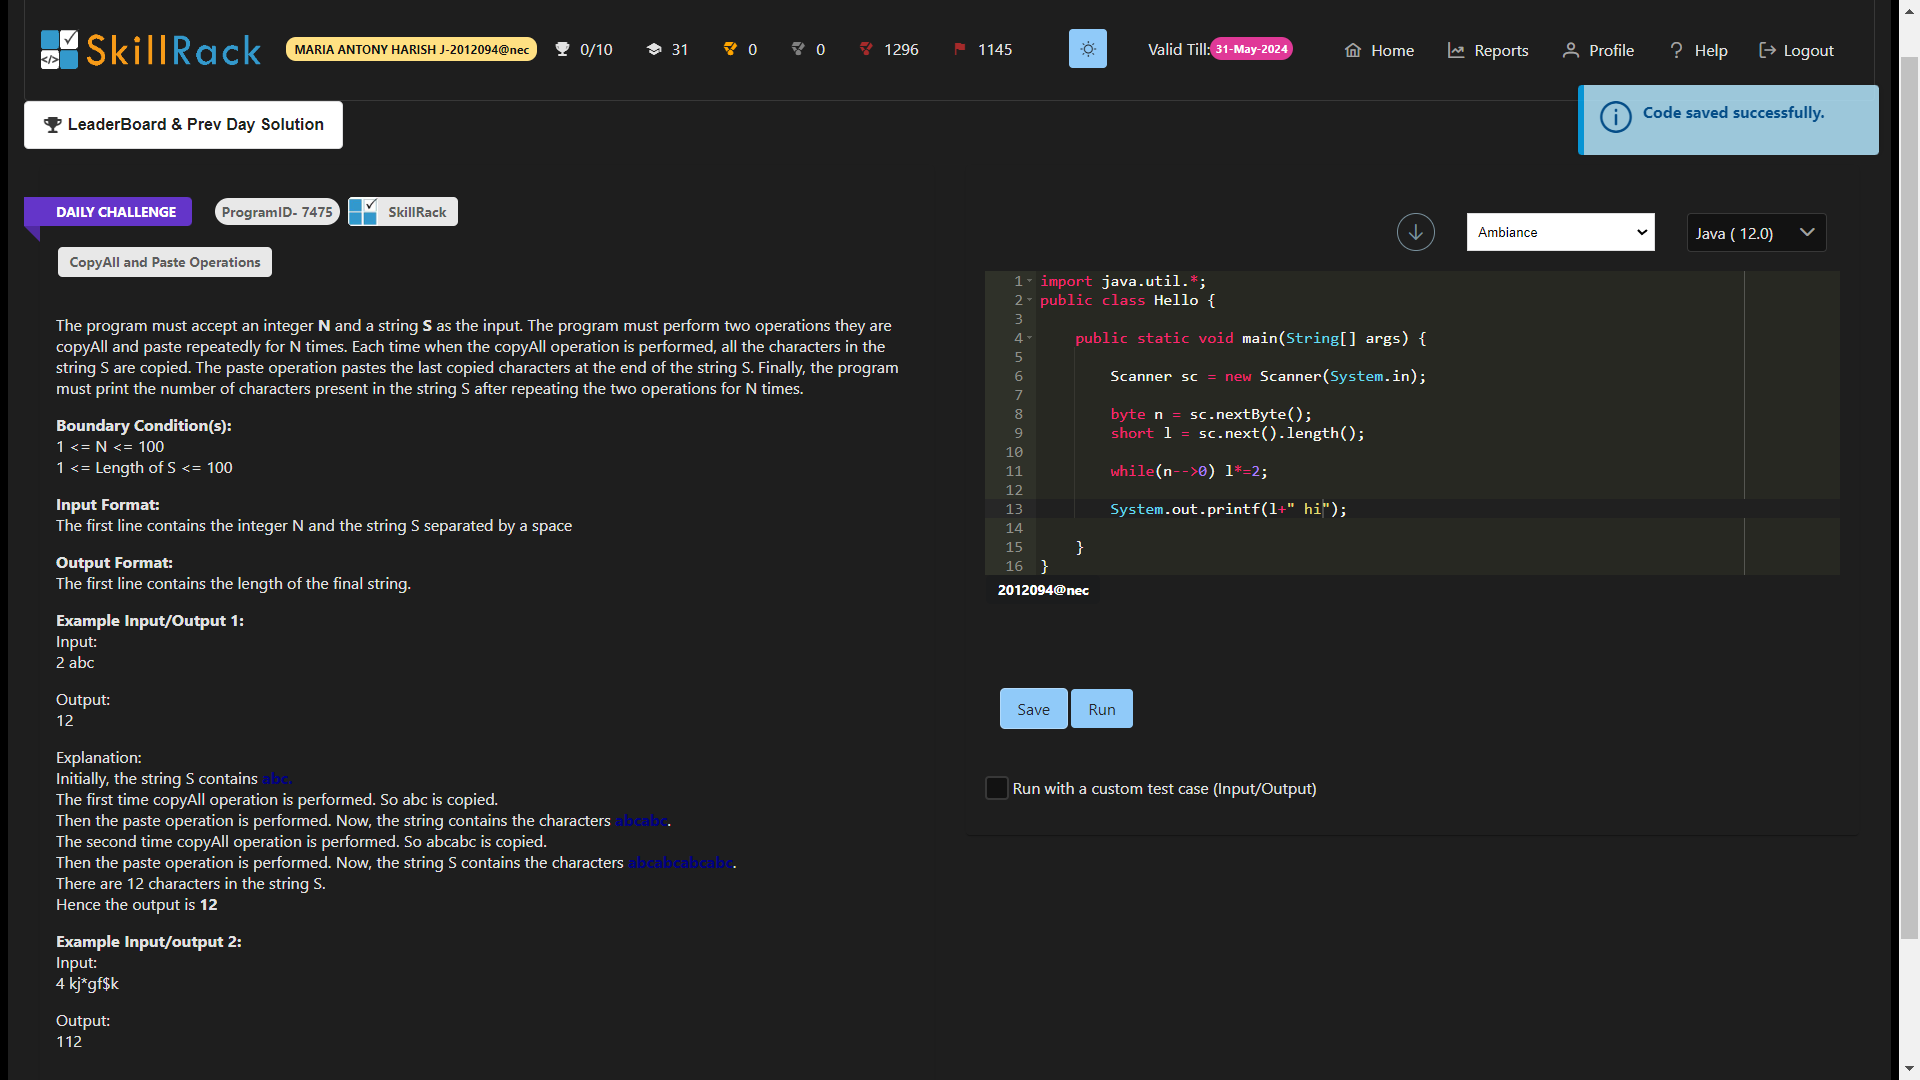 SkillRack
MARIA ANTONY HARISH J-2012094@nec
0/10
31
0
0
1296
1145
Valid Till: 31-May-2024
Home
Reports
Profile
Help
Logout
LeaderBoard & Prev Day Solution
Code saved successfully.
DAILY CHALLENGE
ProgramID- 7475
SkillRack
CopyAll and Paste Operations
The program must accept an integer N and a string S as the input. The program must perform two operations they are
copyAll and paste repeatedly for N times. Each time when the copyAll operation is performed, all the characters in the
string S are copied. The paste operation pastes the last copied characters at the end of the string S. Finally, the program
must print the number of characters present in the string S after repeating the two operations for N times.
Boundary Condition(s):
1 <= N <= 100
1 <= Length of S <= 100
Input Format:
The first line contains the integer N and the string S separated by a space
Output Format:
The first line contains the length of the final string.
Example Input/Output 1:
Input:
2 abc
Output:
12
Explanation:
Initially, the string S contains abc.
The first time copyAll operation is performed. So abc is copied.
Then the paste operation is performed. Now, the string contains the characters abcabc.
The second time copyAll operation is performed. So abcabc is copied.
Then the paste operation is performed. Now, the string S contains the characters abcabcabcabc.
There are 12 characters in the string S.
Hence the output is 12
Example Input/output 2:
Input:
4 kj*gf$k
Output:
112
Ambiance
Java ( 12.0)
1 import java.util.*;
2 public class Hello {
3
4 public static void main(String[] args) {
5
6 Scanner sc = new Scanner(System.in);
7
8 byte n = sc.nextByte();
9 short l = sc.next().length();
10
11 while(n-->0) l*=2;
12
13 System.out.printf(l+" hi");
14
15 }
16 }
2012094@nec
Save
Run
Run with a custom test case (Input/Output)